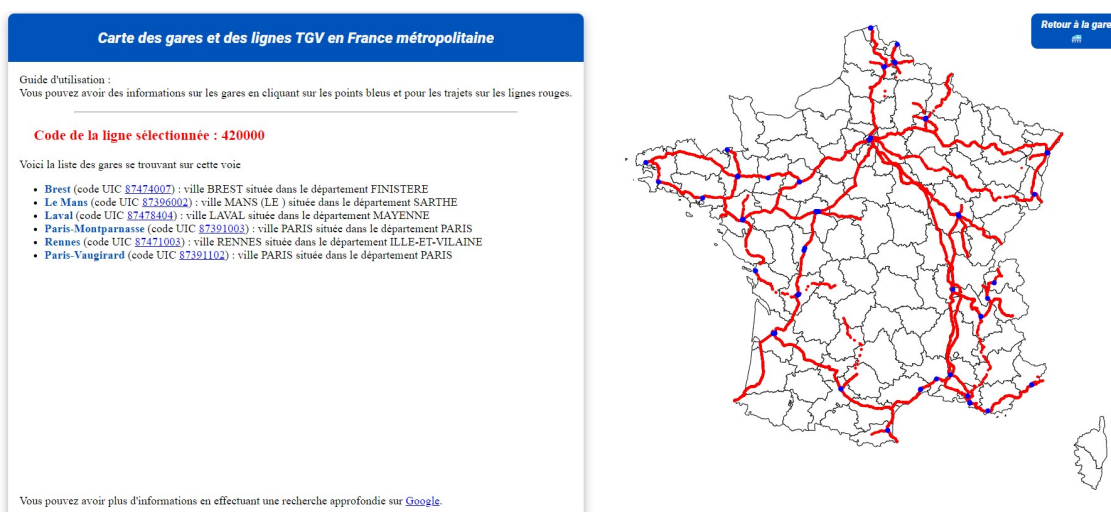 Carte des gares et des lignes TGV en France métropolitaine
Retour à la gare
Guide d'utilisation :
Vous pouvez avoir des informations sur les gares en cliquant sur les points bleus et pour les trajets sur les lignes rouges.
Code de la ligne sélectionnée : 420000
Voici la liste des gares se trouvant sur cette voie
Brest (code UIC 87474007) : ville BREST située dans le département FINISTERE
Le Mans (code UIC 87396002) : ville MANS (LE ) située dans le département SARTHE
Laval (code UIC 87478404) : ville LAVAL située dans le département MAYENNE
Paris-Montparnasse (code UIC 87391003) : ville PARIS située dans le département PARIS
Rennes (code UIC 87471003) : ville RENNES située dans le département ILLE-ET-VILAINE
Paris-Vaugirard (code UIC 87391102) : ville PARIS située dans le département PARIS
Vous pouvez avoir plus d'informations en effectuant une recherche approfondie sur Google.